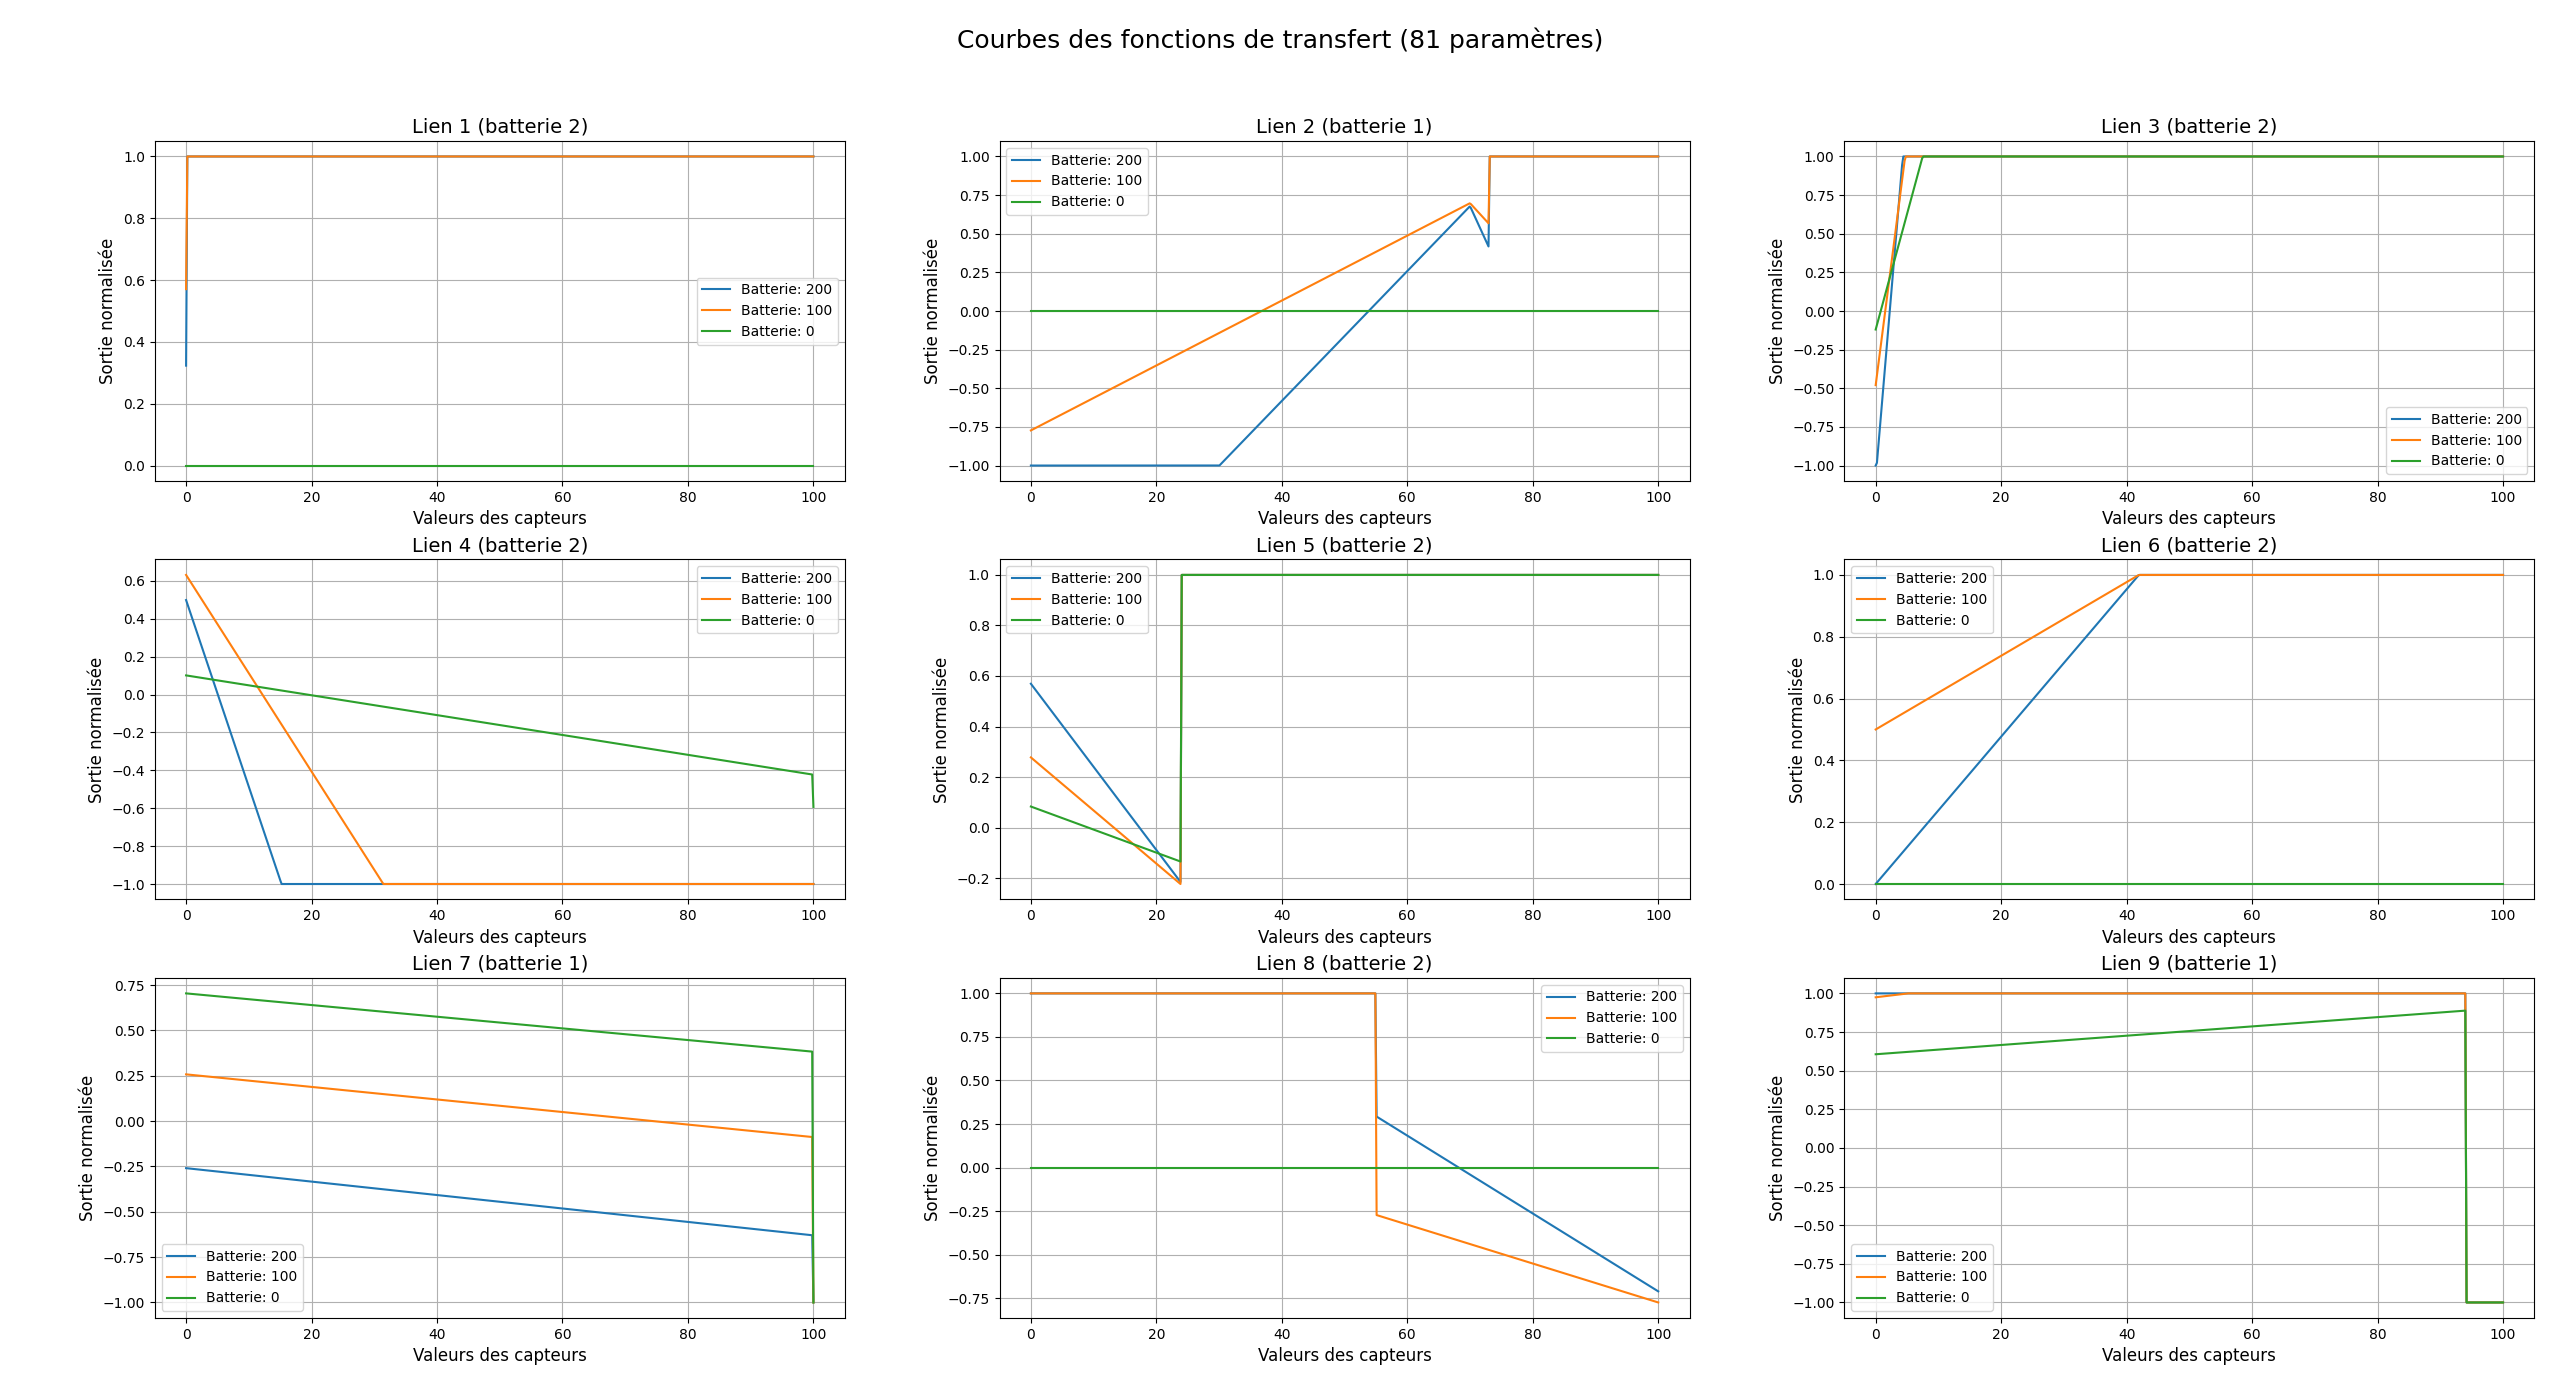 Courbes des fonctions de transfert (81 paramètres)
Lien 1 (batterie 2)
Sortie normalisée
1.0
0.8
0.6
0.4
0.2
0.0
Batterie: 200
Batterie: 100
Batterie: 0
0 20 40 60 80 100
Valeurs des capteurs
Lien 2 (batterie 1)
Sortie normalisée
1.00
0.75
0.50
0.25
0.00
−0.25
−0.50
−0.75
−1.00
Batterie: 200
Batterie: 100
Batterie: 0
0 20 40 60 80 100
Valeurs des capteurs
Lien 3 (batterie 2)
Sortie normalisée
1.00
0.75
0.50
0.25
0.00
−0.25
−0.50
−0.75
−1.00
Batterie: 200
Batterie: 100
Batterie: 0
0 20 40 60 80 100
Valeurs des capteurs
Lien 4 (batterie 2)
Sortie normalisée
0.6
0.4
0.2
0.0
−0.2
−0.4
−0.6
−0.8
−1.0
Batterie: 200
Batterie: 100
Batterie: 0
0 20 40 60 80 100
Valeurs des capteurs
Lien 5 (batterie 2)
Sortie normalisée
1.0
0.8
0.6
0.4
0.2
0.0
−0.2
Batterie: 200
Batterie: 100
Batterie: 0
0 20 40 60 80 100
Valeurs des capteurs
Lien 6 (batterie 2)
Sortie normalisée
1.0
0.8
0.6
0.4
0.2
0.0
Batterie: 200
Batterie: 100
Batterie: 0
0 20 40 60 80 100
Valeurs des capteurs
Lien 7 (batterie 1)
Sortie normalisée
0.75
0.50
0.25
0.00
−0.25
−0.50
−0.75
−1.00
Batterie: 200
Batterie: 100
Batterie: 0
0 20 40 60 80 100
Valeurs des capteurs
Lien 8 (batterie 2)
Sortie normalisée
1.00
0.75
0.50
0.25
0.00
−0.25
−0.50
−0.75
Batterie: 200
Batterie: 100
Batterie: 0
0 20 40 60 80 100
Valeurs des capteurs
Lien 9 (batterie 1)
Sortie normalisée
1.00
0.75
0.50
0.25
0.00
−0.25
−0.50
−0.75
−1.00
Batterie: 200
Batterie: 100
Batterie: 0
0 20 40 60 80 100
Valeurs des capteurs